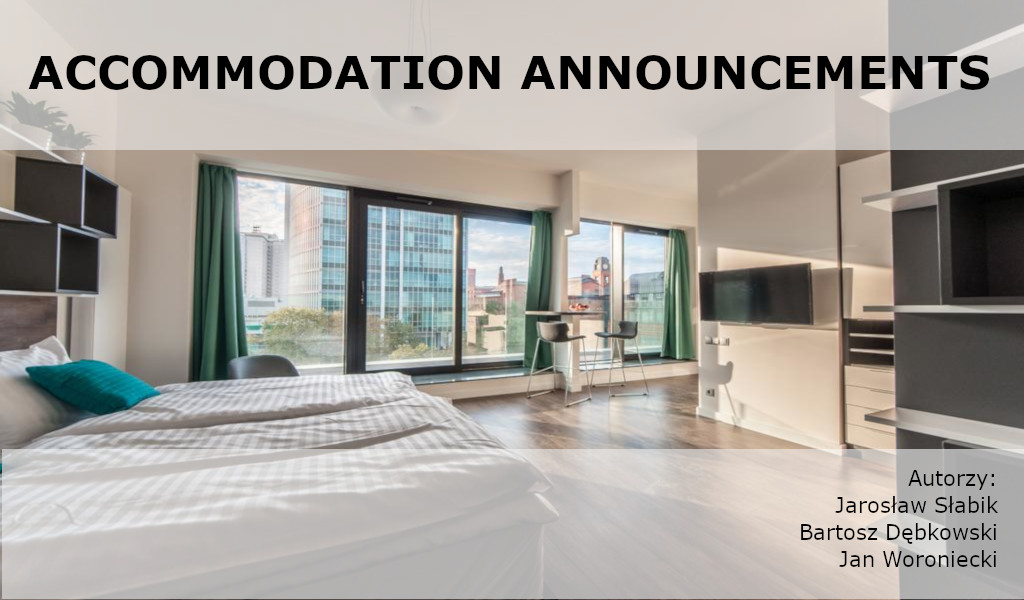 ACCOMMODATION ANNOUNCEMENTS
Autorzy:
Jarosław Słabik
Bartosz Dębkowski
Jan Woroniecki